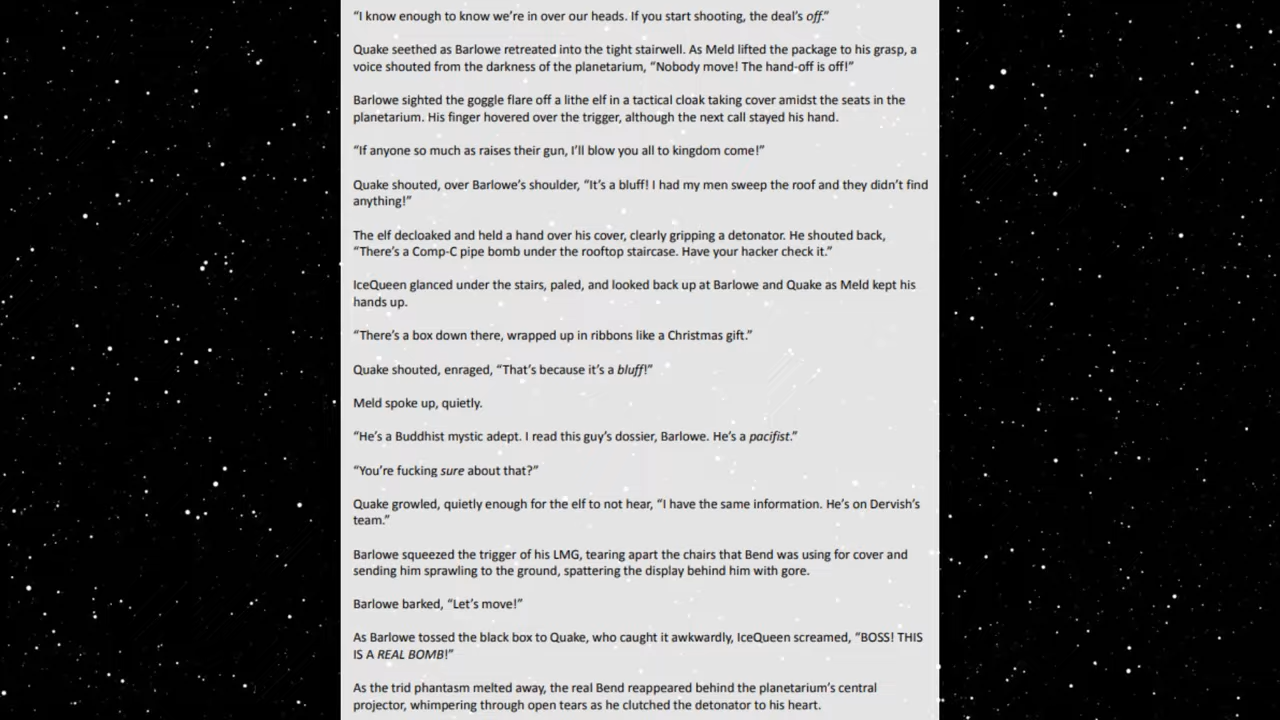 “I know enough to know we’re in over our heads. If you start shooting, the deal’s off.”
Quake seethed as Barlowe retreated into the tight stairwell. As Meld lifted the package to his grasp, a
voice shouted from the darkness of the planetarium, “Nobody move! The hand-off is off!”
Barlowe sighted the goggle flare off a lithe elf in a tactical cloak taking cover amidst the seats in the
planetarium. His finger hovered over the trigger, although the next call stayed his hand.
“If anyone so much as raises their gun, I’ll blow you all to kingdom come!”
Quake shouted, over Barlowe’s shoulder, “It’s a bluff! I had my men sweep the roof and they didn’t find
anything!”
The elf decloaked and held a hand over his cover, clearly gripping a detonator. He shouted back,
“There’s a Comp-C pipe bomb under the rooftop staircase. Have your hacker check it.”
IceQueen glanced under the stairs, paled, and looked back up at Barlowe and Quake as Meld kept his
hands up.
“There’s a box down there, wrapped up in ribbons like a Christmas gift.”
Quake shouted, enraged, “That’s because it’s a bluff!”
Meld spoke up, quietly.
“He’s a Buddhist mystic adept. I read this guy’s dossier, Barlowe. He’s a pacifist.”
“You’re fucking sure about that?”
Quake growled, quietly enough for the elf to not hear, “I have the same information. He’s on Dervish’s
team.”
Barlowe squeezed the trigger of his LMG, tearing apart the chairs that Bend was using for cover and
sending him sprawling to the ground, spattering the display behind him with gore.
Barlowe barked, “Let’s move!”
As Barlowe tossed the black box to Quake, who caught it awkwardly, IceQueen screamed, “BOSS! THIS
IS A REAL BOMB!”
As the trid phantasm melted away, the real Bend reappeared behind the planetarium’s central
projector, whimpering through open tears as he clutched the detonator to his heart.